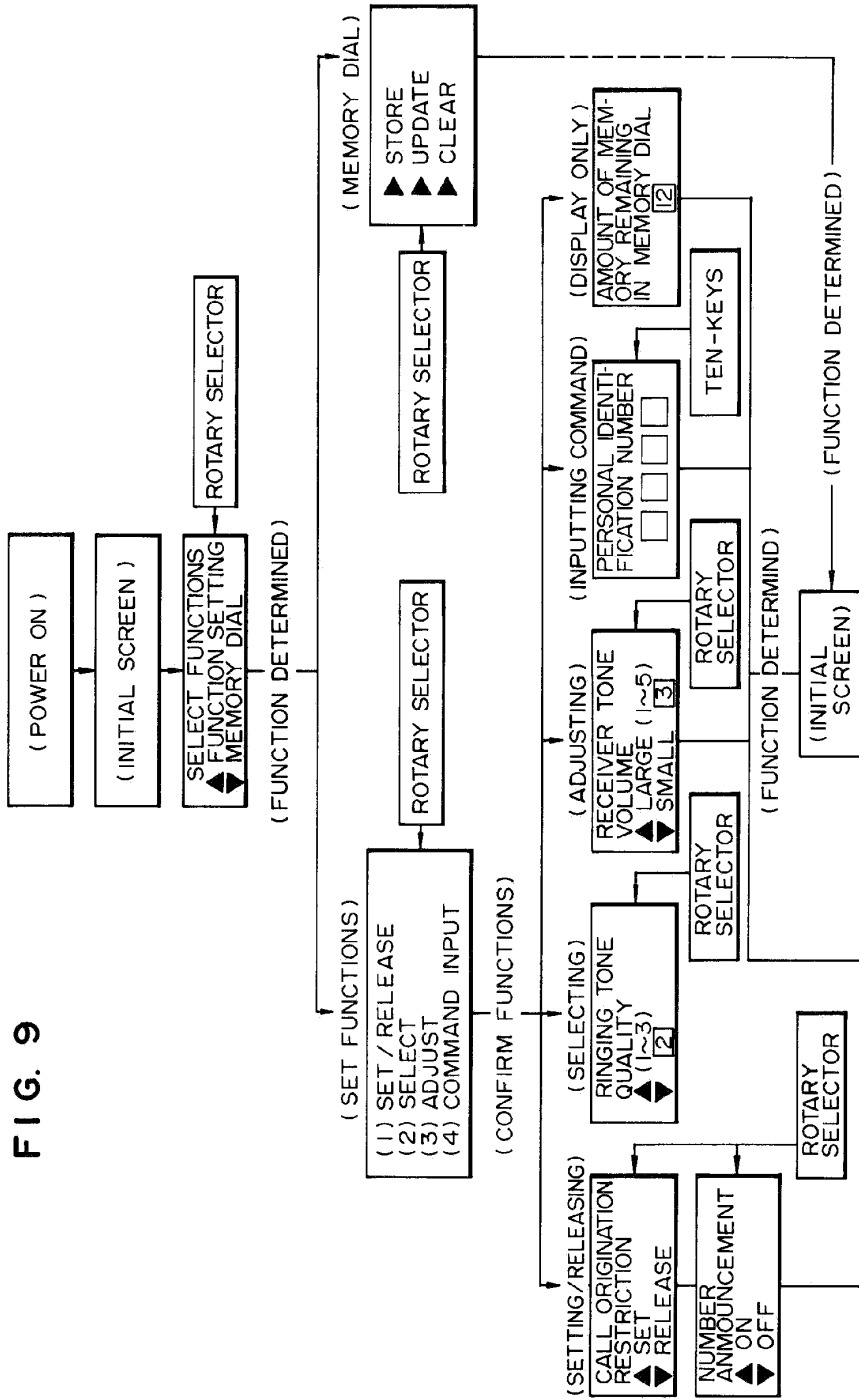 FIG. 9
(POWER ON)
(INITIAL SCREEN)
SELECT FUNCTIONS
▲ FUNCTION SETTING
▼ MEMORY DIAL
ROTARY SELECTOR
(FUNCTION DETERMINED)
(SET FUNCTIONS)
(1) SET/RELEASE
(2) SELECT
(3) ADJUST
(4) COMMAND INPUT
ROTARY SELECTOR
(MEMORY DIAL)
▶ STORE
▶ UPDATE
▶ CLEAR
ROTARY SELECTOR
(CONFIRM FUNCTIONS)
(SETTING/RELEASING)
CALL ORIGINATION
RESTRICTION
▲ SET
▼ RELEASE
NUMBER
ANMOUNCEMENT
▲ ON
▼ OFF
ROTARY
SELECTOR
(SELECTING)
RINGING TONE
QUALITY
▲ (1~3)
▼ 2
ROTARY
SELECTOR
(ADJUSTING)
RECEIVER TONE
VOLUME
▲ LARGE (1~5)
▼ SMALL 3
ROTARY
SELECTOR
(INPUTTING COMMAND)
PERSONAL IDENTI-
FICATION NUMBER
TEN-KEYS
(DISPLAY ONLY)
AMOUNT OF MEM-
ORY REMAINING
IN MEMORY DIAL
12
(FUNCTION DETERMIND)
(FUNCTION DETERMINED)
(INITIAL
SCREEN)